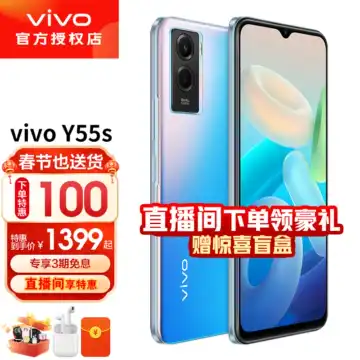 vivo
官方授权店
vivo Y55s
春节也送货
下单特惠
100
特惠到手价 ¥1399起
专享3期免息
直播间享特惠
直播间下单领豪礼
赠惊喜盲盒
vivo